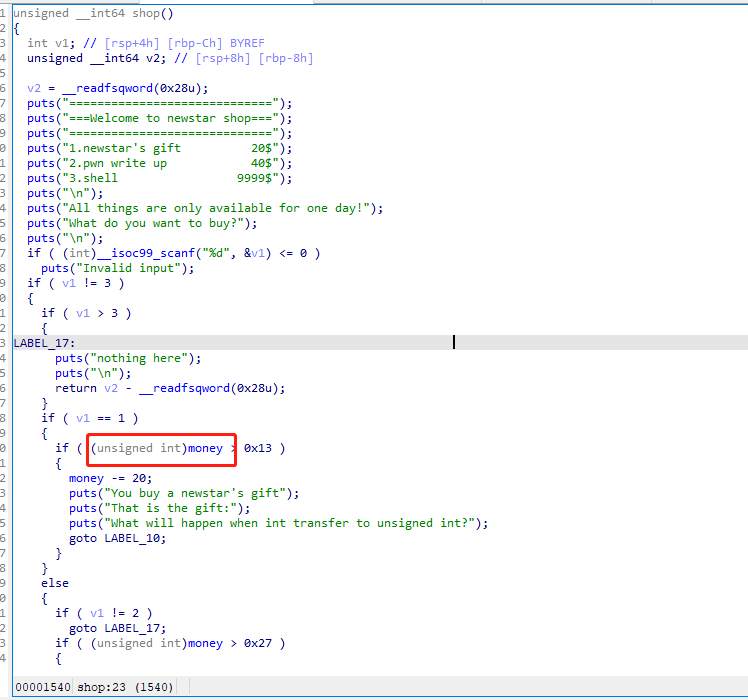 1 unsigned __int64 shop()
2 {
3   int v1; // [rsp+4h] [rbp-Ch] BYREF
4   unsigned __int64 v2; // [rsp+8h] [rbp-8h]
5
6   v2 = __readfsqword(0x28u);
7   puts("=============================");
8   puts("===Welcome to newstar shop===");
9   puts("=============================");
0   puts("1.newstar's gift          20$");
1   puts("2.pwn write up            40$");
2   puts("3.shell                 9999$");
3   puts("\n");
4   puts("All things are only available for one day!");
5   puts("What do you want to buy?");
6   puts("\n");
7   if ( (int)__isoc99_scanf("%d", &v1) <= 0 )
8     puts("Invalid input");
9   if ( v1 != 3 )
0   {
1     if ( v1 > 3 )
2     {
3 LABEL_17:
4       puts("nothing here");
5       puts("\n");
6       return v2 - __readfsqword(0x28u);
7     }
8     if ( v1 == 1 )
9     {
0       if ( (unsigned int)money > 0x13 )
1       {
2         money -= 20;
3         puts("You buy a newstar's gift");
4         puts("That is the gift:");
5         puts("What will happen when int transfer to unsigned int?");
6         goto LABEL_10;
7       }
8     }
9     else
0     {
1       if ( v1 != 2 )
2         goto LABEL_17;
3       if ( (unsigned int)money > 0x27 )
4       {
00001540 shop:23 (1540)